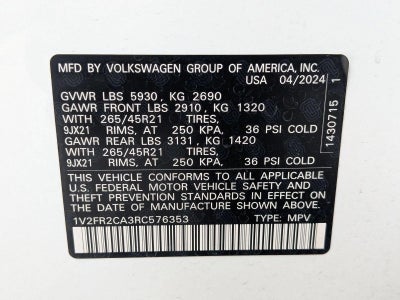 MFD BY VOLKSWAGEN GROUP OF AMERICA, INC.
USA 04/2024
GVWR LBS 5930, KG 2690
GAWR FRONT LBS 2910, KG 1320
WITH 265/45R21 TIRES,
9JX21 RIMS, AT 250 KPA, 36 PSI COLD
GAWR REAR LBS 3131, KG 1420
WITH 265/45R21 TIRES,
9JX21 RIMS, AT 250 KPA, 36 PSI COLD
THIS VEHICLE CONFORMS TO ALL APPLICABLE
U.S. FEDERAL MOTOR VEHICLE SAFETY AND
THEFT PREVENTION STANDARDS IN EFFECT ON
THE DATE OF MANUFACTURE SHOWN ABOVE.
1V2FR2CA3RC576353 TYPE: MPV
1430715 1